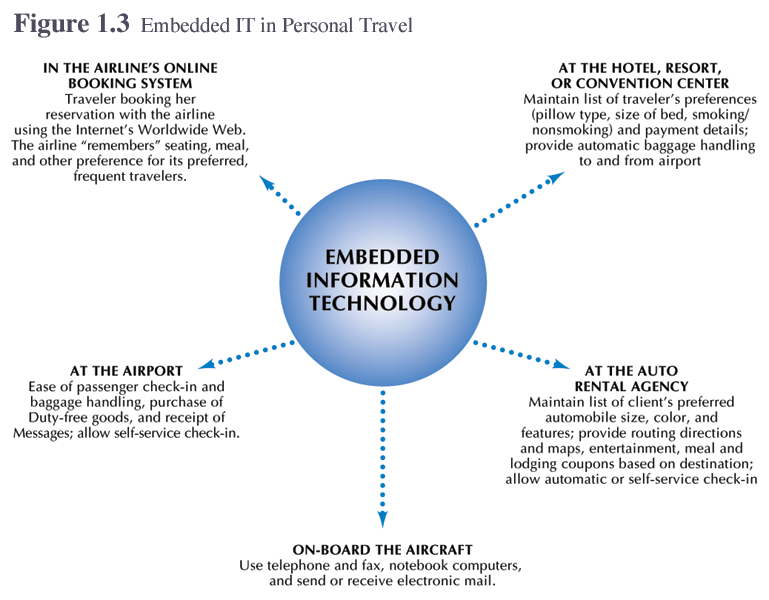 Figure 1.3 Embedded IT in Personal Travel
IN THE AIRLINE'S ONLINE
BOOKING SYSTEM
Traveler booking her
reservation with the airline
using the Internet's Worldwide Web.
The airline “remembers” seating, meal,
and other preference for its preferred,
frequent travelers.
AT THE HOTEL, RESORT,
OR CONVENTION CENTER
Maintain list of traveler's preferences
(pillow type, size of bed, smoking/
nonsmoking) and payment details;
provide automatic baggage handling
to and from airport
EMBEDDED
INFORMATION
TECHNOLOGY
AT THE AIRPORT
Ease of passenger check-in and
baggage handling, purchase of
Duty-free goods, and receipt of
Messages; allow self-service check-in.
AT THE AUTO
RENTAL AGENCY
Maintain list of client's preferred
automobile size, color, and
features; provide routing directions
and maps, entertainment, meal and
lodging coupons based on destination;
allow automatic or self-service check-in
ON-BOARD THE AIRCRAFT
Use telephone and fax, notebook computers,
and send or receive electronic mail.